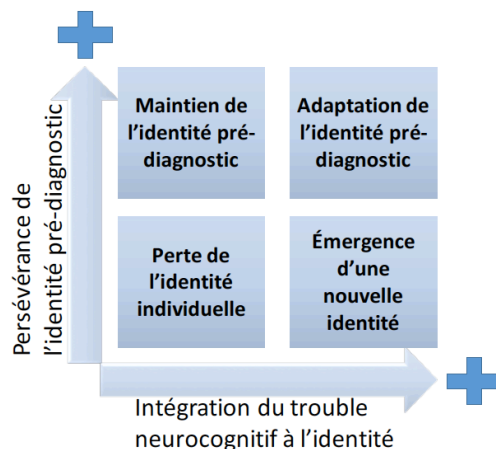 Persévérance de
l'identité pré-diagnostic
Maintien de
l'identité pré-
diagnostic
Adaptation de
l'identité pré-
diagnostic
Perte de
l'identité
individuelle
Émergence
d'une
nouvelle
identité
Intégration du trouble
neurocognitif à l'identité